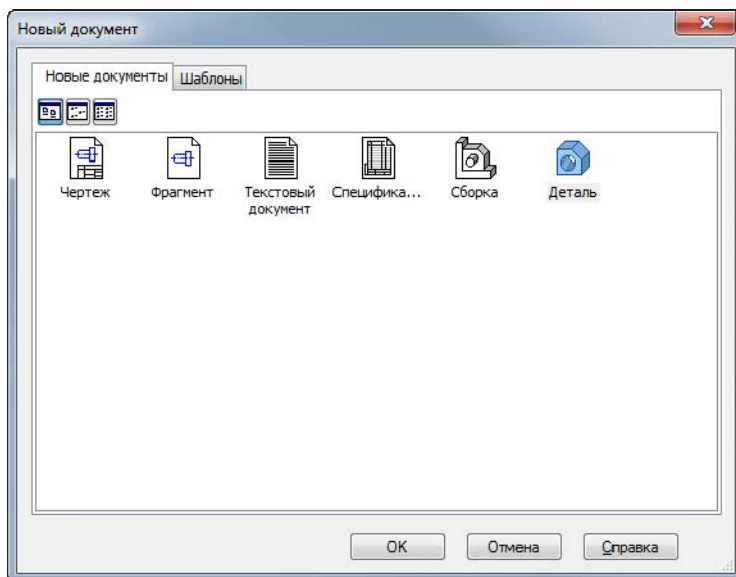 Новый документ
Новые документы Шаблоны
Чертеж Фрагмент Текстовый документ Специфика... Сборка Деталь
OK Отмена Справка